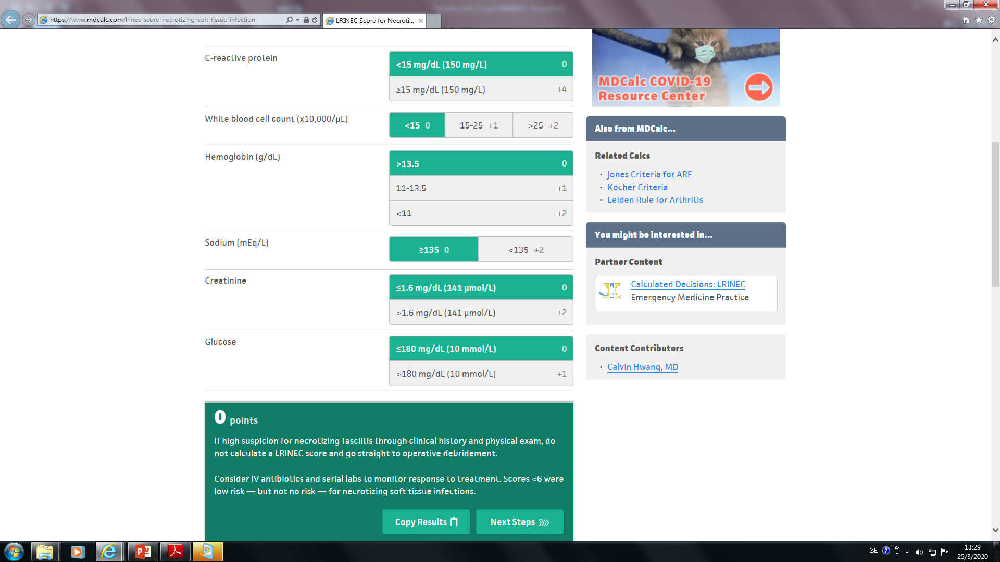 https://www.mdcalc.com/lrinec-score-necrotizing-soft-tissue-infection
LRINEC Score for Necroti...
C-reactive protein
<15 mg/dL (150 mg/L) 0
≥15 mg/dL (150 mg/L) +4
White blood cell count (x10,000/µL)
<15 0 15-25 +1 >25 +2
Hemoglobin (g/dL)
>13.5 0
11-13.5 +1
<11 +2
Sodium (mEq/L)
≥135 0 <135 +2
Creatinine
≤1.6 mg/dL (141 µmol/L) 0
>1.6 mg/dL (141 µmol/L) +2
Glucose
≤180 mg/dL (10 mmol/L) 0
>180 mg/dL (10 mmol/L) +1
0 points
If high suspicion for necrotizing fasciitis through clinical history and physical exam, do
not calculate a LRINEC score and go straight to operative debridement.
Consider IV antibiotics and serial labs to monitor response to treatment. Scores <6 were
low risk — but not no risk — for necrotizing soft tissue infections.
Copy Results
Next Steps
MDCalc COVID-19
Resource Center
Also from MDCalc...
Related Calcs
Jones Criteria for ARF
Kocher Criteria
Leiden Rule for Arthritis
You might be interested in...
Partner Content
Calculated Decisions: LRINEC
Emergency Medicine Practice
Content Contributors
Calvin Hwang, MD
ZH
13:29
25/3/2020